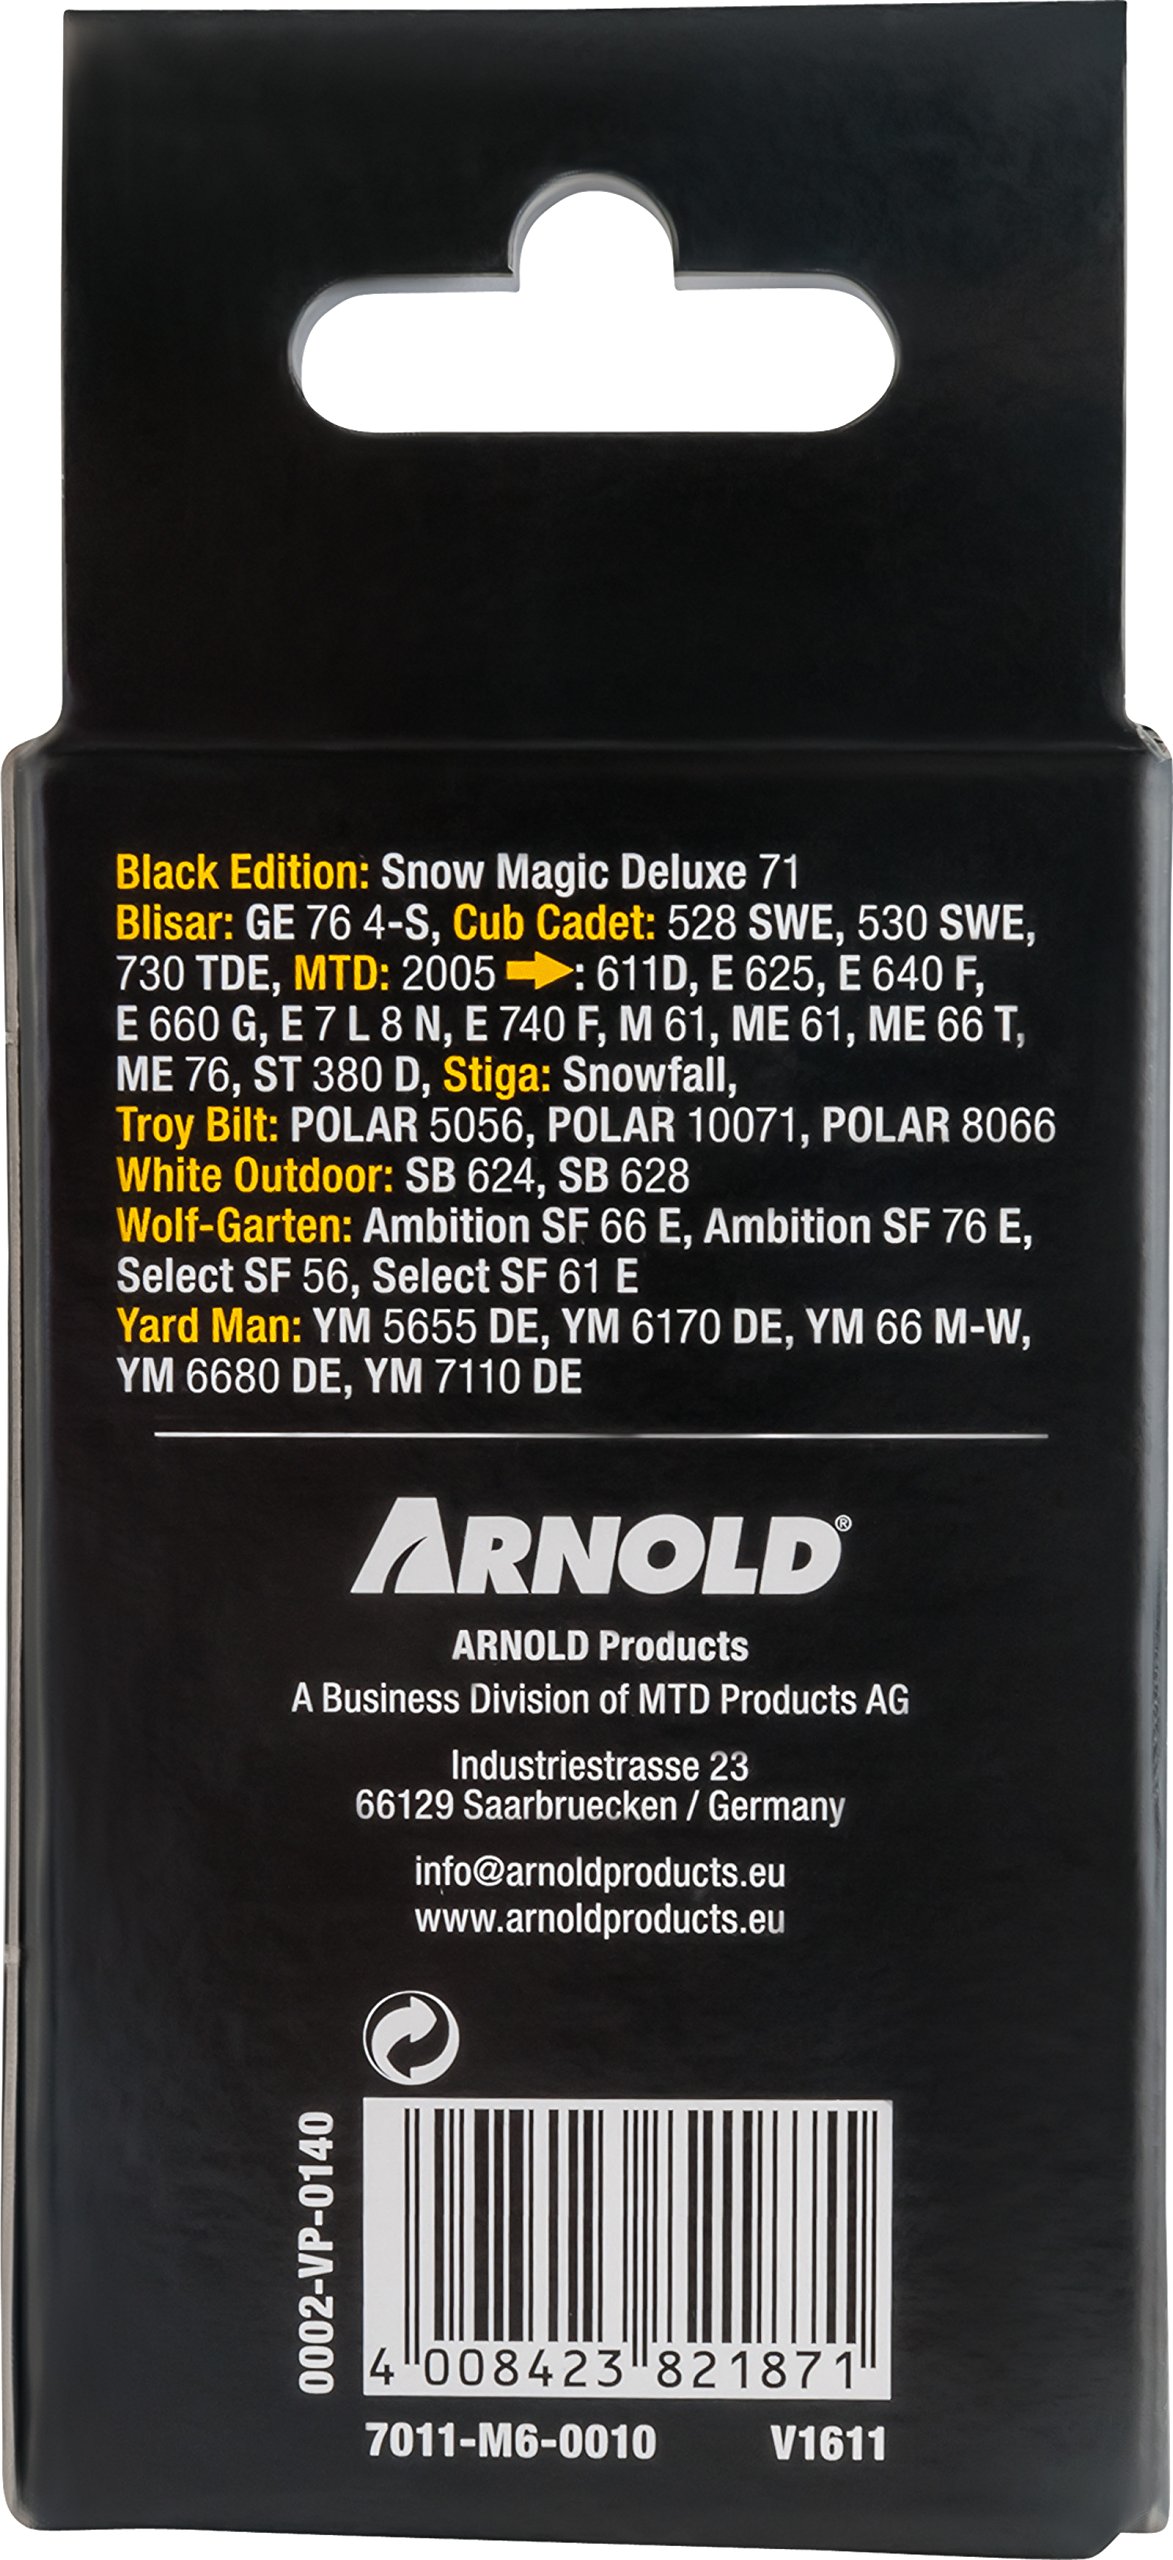 Black Edition: Snow Magic Deluxe 71
Blisar: GE 76 4-S, Cub Cadet: 528 SWE, 530 SWE,
730 TDE, MTD: 2005 ➡: 611D, E 625, E 640 F,
E 660 G, E 7 L 8 N, E 740 F, M 61, ME 61, ME 66 T,
ME 76, ST 380 D, Stiga: Snowfall,
Troy Bilt: POLAR 5056, POLAR 10071, POLAR 8066
White Outdoor: SB 624, SB 628
Wolf-Garten: Ambition SF 66 E, Ambition SF 76 E,
Select SF 56, Select SF 61 E
Yard Man: YM 5655 DE, YM 6170 DE, YM 66 M-W,
YM 6680 DE, YM 7110 DE
ARNOLD®
ARNOLD Products
A Business Division of MTD Products AG
Industriestrasse 23
66129 Saarbruecken / Germany
info@arnoldproducts.eu
www.arnoldproducts.eu
0002-VP-0140
4 008423 821871
7011-M6-0010 V1611